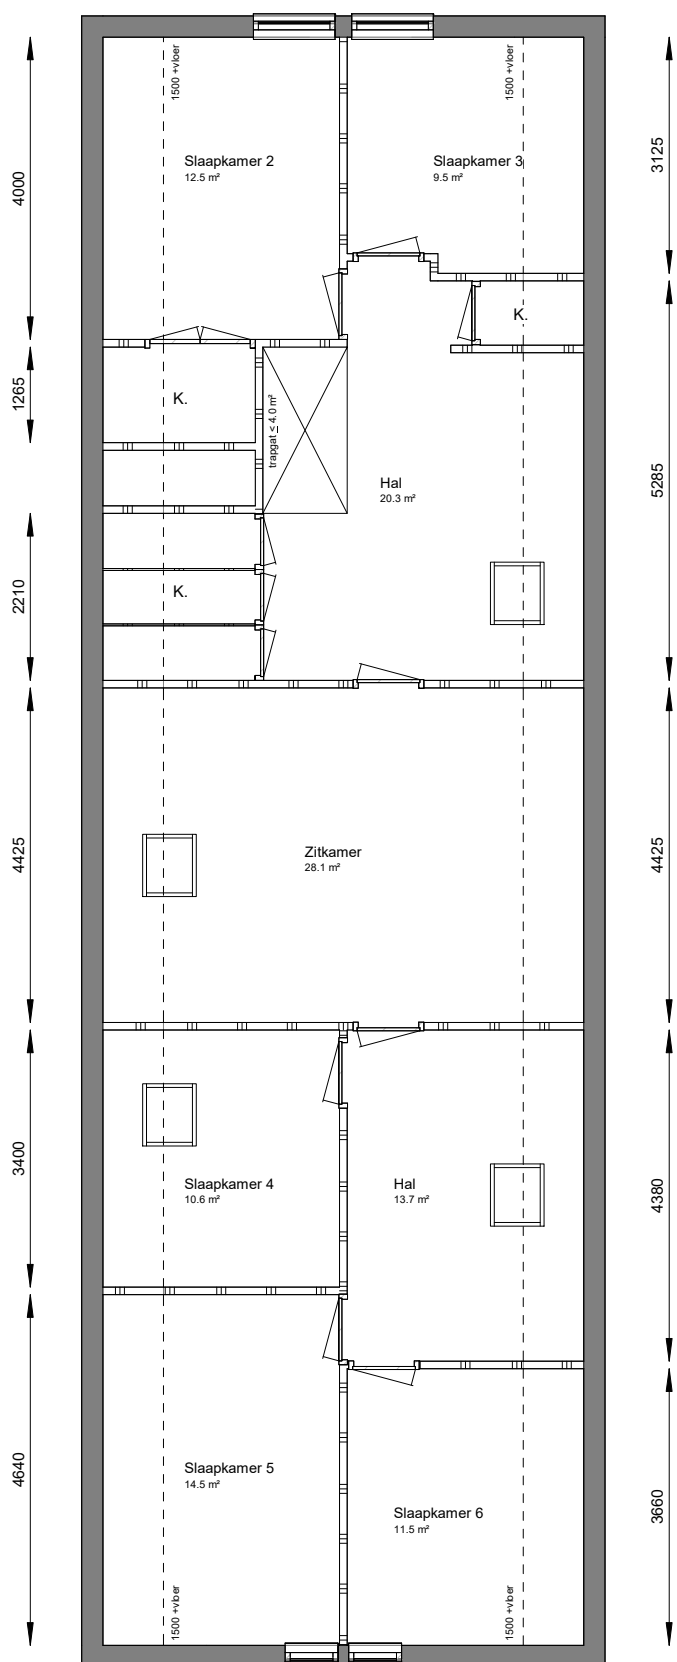 1500 +vloer
1500 +vloer
4000
3125
Slaapkamer 2
12.5 m²
Slaapkamer 3
9.5 m²
K.
1265
K.
trapgat ≤ 4.0 m²
5285
Hal
20.3 m²
2210
K.
4425
4425
Zitkamer
28.1 m²
3400
4380
Slaapkamer 4
10.6 m²
Hal
13.7 m²
4640
3660
Slaapkamer 5
14.5 m²
Slaapkamer 6
11.5 m²
1500 +vloer
1500 +vloer